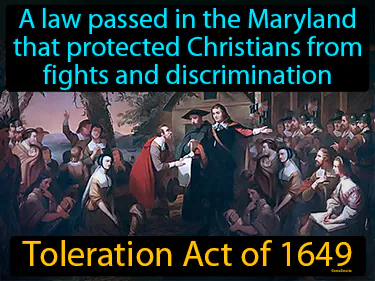 A law passed in the Maryland
that protected Christians from
fights and discrimination
Toleration Act of 1649